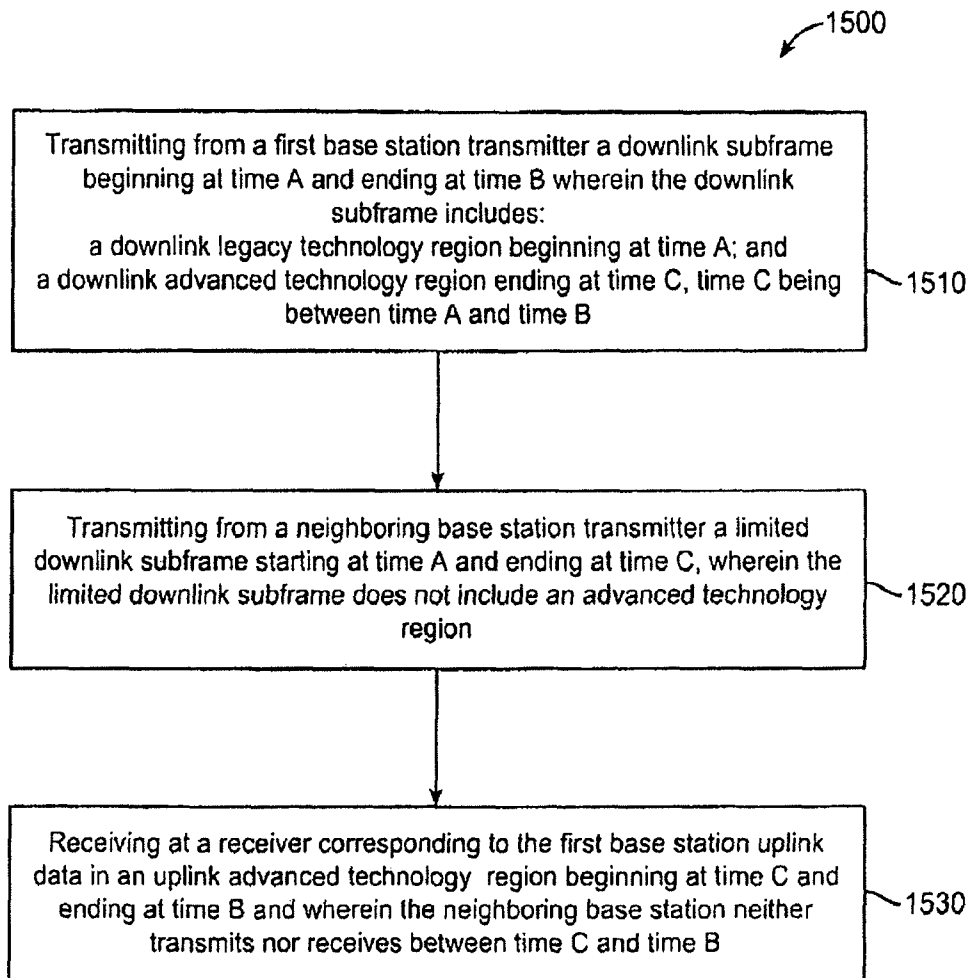 1500
Transmitting from a first base station transmitter a downlink subframe
beginning at time A and ending at time B wherein the downlink
subframe includes:
a downlink legacy technology region beginning at time A; and
a downlink advanced technology region ending at time C, time C being
between time A and time B
1510
Transmitting from a neighboring base station transmitter a limited
downlink subframe starting at time A and ending at time C, wherein the
limited downlink subframe does not include an advanced technology
region
1520
Receiving at a receiver corresponding to the first base station uplink
data in an uplink advanced technology region beginning at time C and
ending at time B and wherein the neighboring base station neither
transmits nor receives between time C and time B
1530